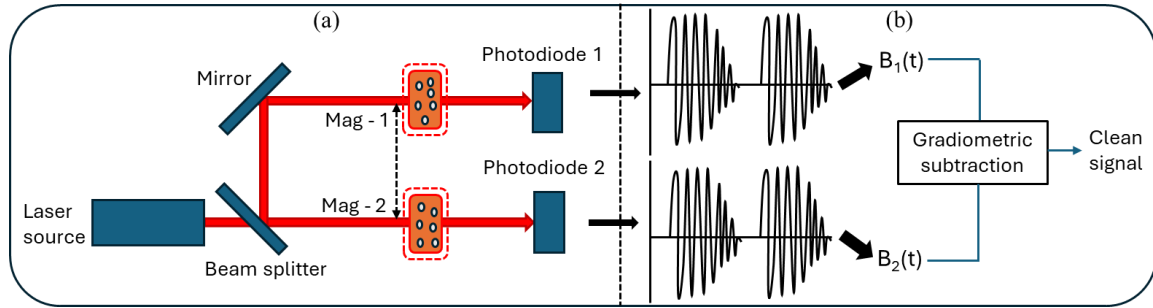 (a)
(b)
Mirror
Mag - 1
Photodiode 1
Laser
source
Beam splitter
Mag - 2
Photodiode 2
B1(t)
Gradiometric
subtraction
Clean
signal
B2(t)